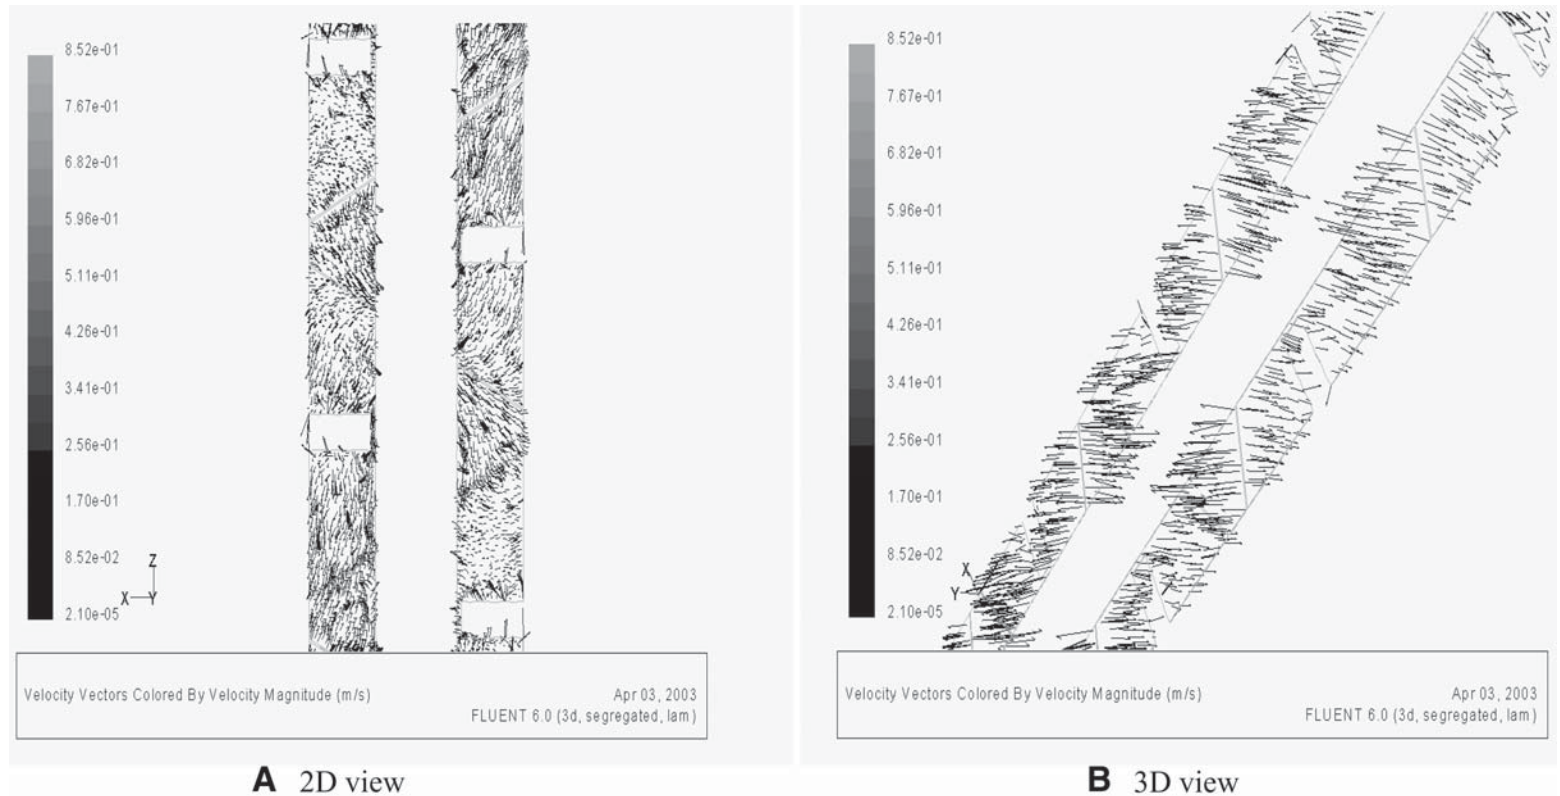 8.52e-01
7.67e-01
6.82e-01
5.96e-01
5.11e-01
4.26e-01
3.41e-01
2.56e-01
1.70e-01
8.52e-02
2.10e-05
Z
X Y
Velocity Vectors Colored By Velocity Magnitude (m/s) Apr 03, 2003
FLUENT 6.0 (3d, segregated, lam)
A 2D view
8.52e-01
7.67e-01
6.82e-01
5.96e-01
5.11e-01
4.26e-01
3.41e-01
2.56e-01
1.70e-01
8.52e-02
2.10e-05
X
Y
Velocity Vectors Colored By Velocity Magnitude (m/s) Apr 03, 2003
FLUENT 6.0 (3d, segregated, lam)
B 3D view